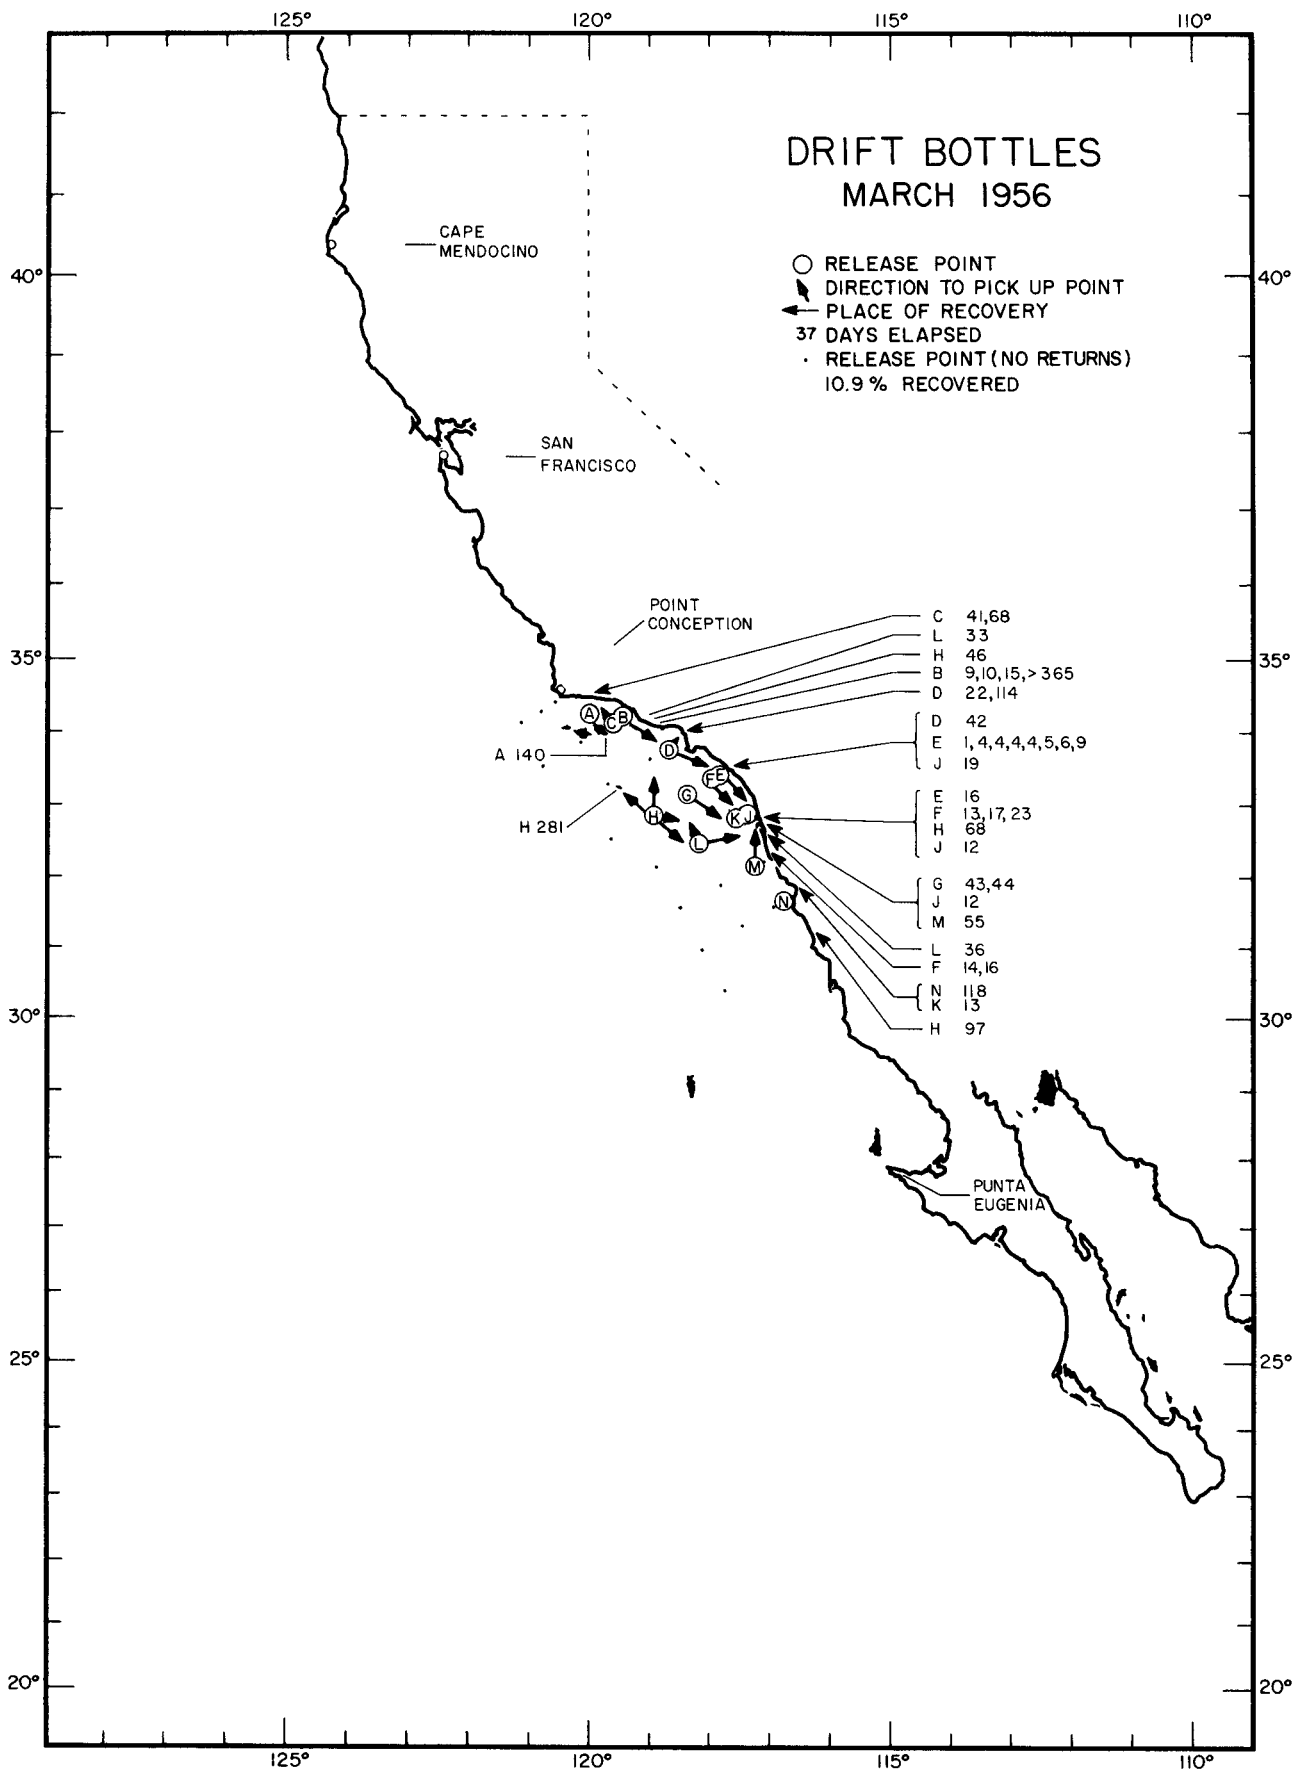 125° 120° 115° 110°
DRIFT BOTTLES
MARCH 1956
RELEASE POINT
DIRECTION TO PICK UP POINT
PLACE OF RECOVERY
37 DAYS ELAPSED
RELEASE POINT (NO RETURNS)
10.9 % RECOVERED
CAPE
MENDOCINO
40° 40°
SAN
FRANCISCO
POINT
CONCEPTION
35° 35°
C 41,68
L 33
H 46
B 9,10,15,>365
D 22,114
D 42
E 1,4,4,4,4,5,6,9
J 19
E 16
F 13,17,23
H 68
J 12
G 43,44
J 12
M 55
L 36
F 14,16
N 118
K 13
H 97
A
B
C
A 140
D
F
E
G
H
K
J
H 281
L
M
N
30° 30°
PUNTA
EUGENIA
25° 25°
20° 20°
125° 120° 115° 110°